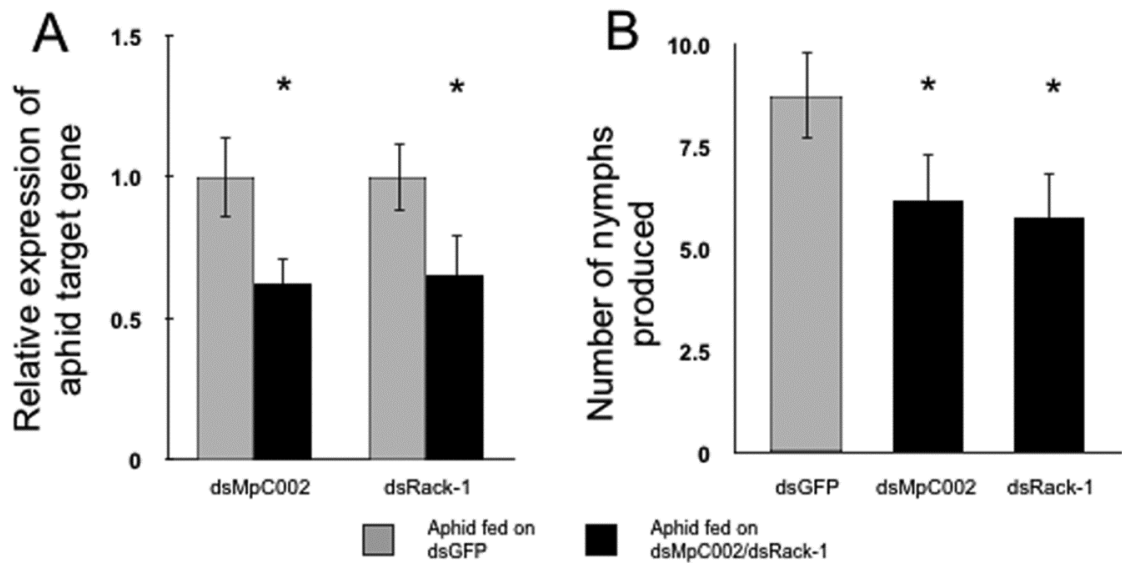 A
Relative expression of
aphid target gene
1.5
1.0
0.5
0
*
*
dsMpC002
dsRack-1
B
Number of nymphs
produced
10.0
7.5
5.0
2.5
0
*
*
dsGFP
dsMpC002
dsRack-1
Aphid fed on
dsGFP
Aphid fed on
dsMpC002/dsRack-1